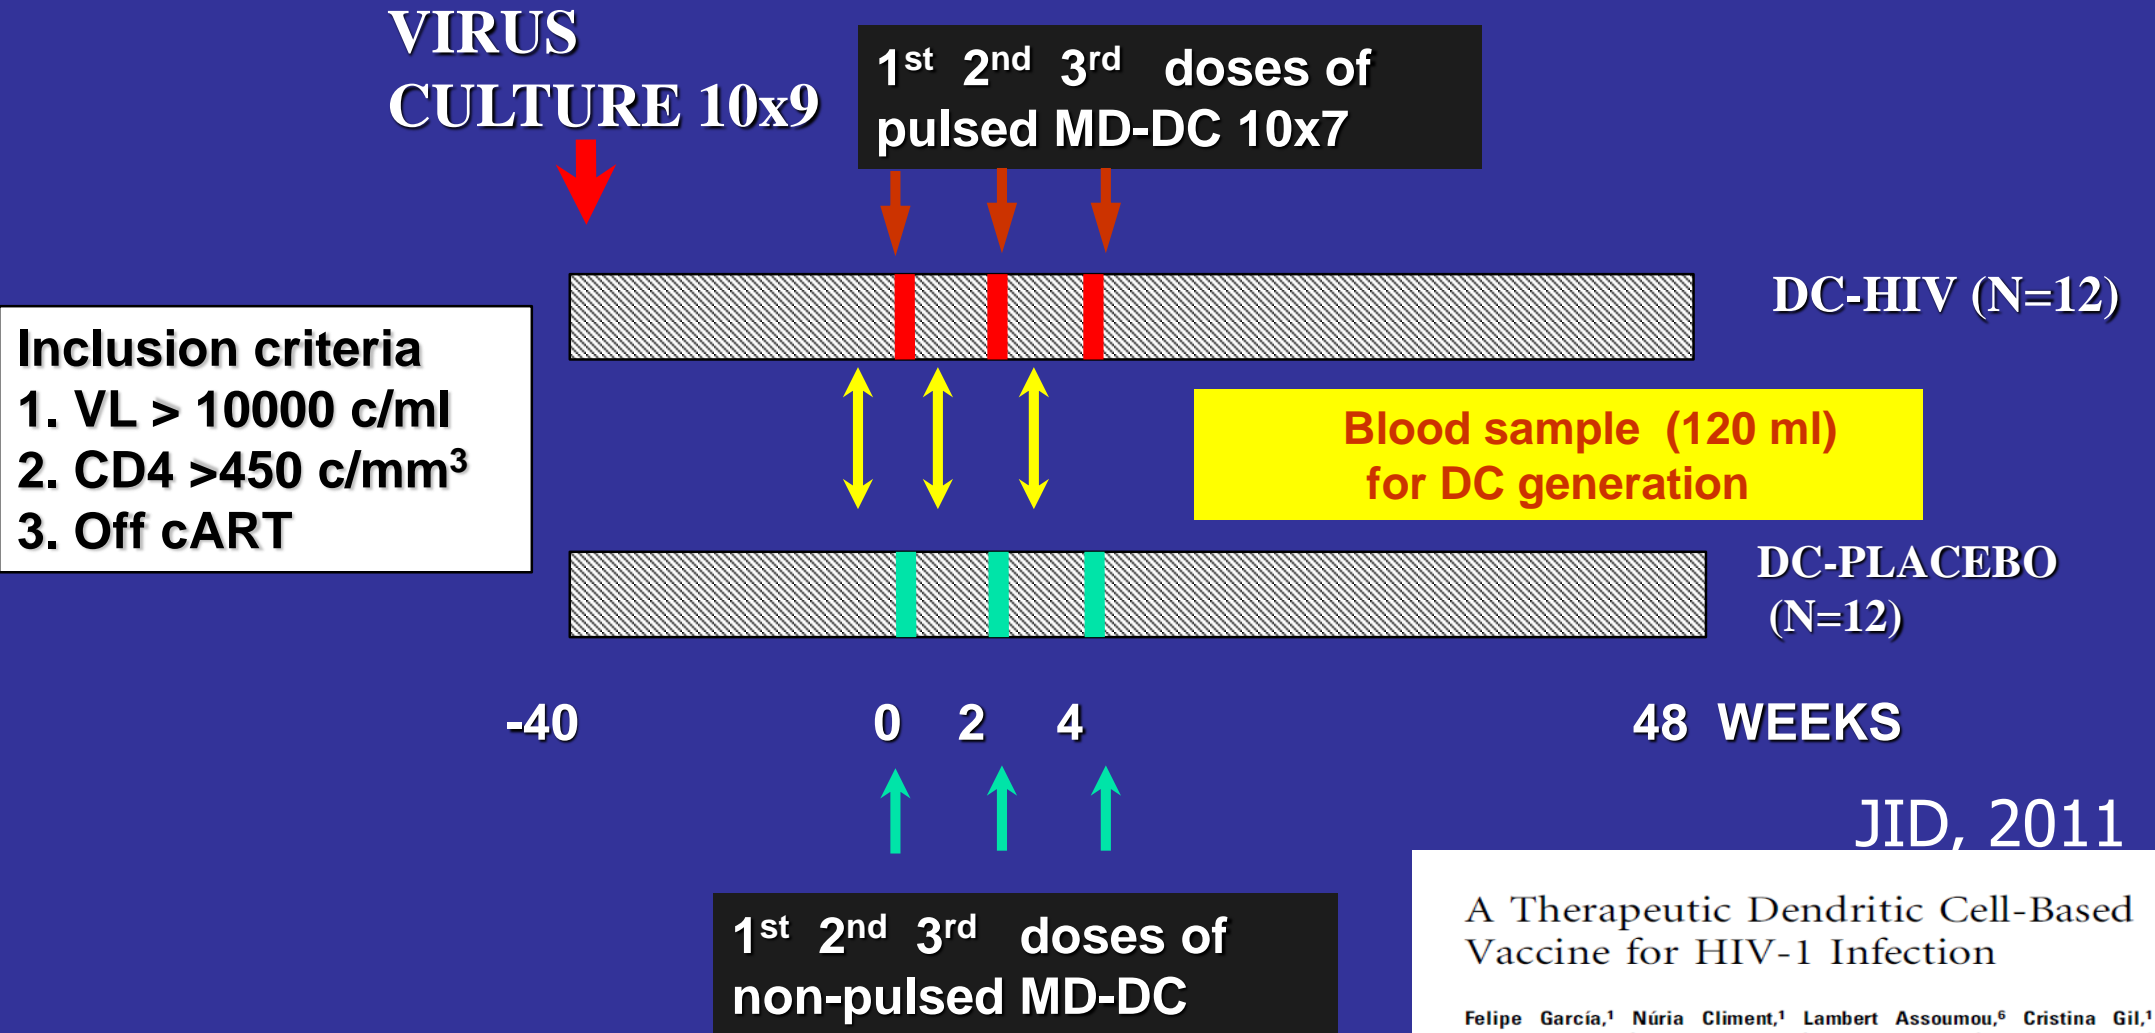 VIRUS
CULTURE 10x9
1st 2nd 3rd doses of
pulsed MD-DC 10x7
DC-HIV (N=12)
Inclusion criteria
1. VL > 10000 c/ml
2. CD4 >450 c/mm3
3. Off cART
Blood sample (120 ml)
for DC generation
DC-PLACEBO
(N=12)
-40 0 2 4 48 WEEKS
JID, 2011
1st 2nd 3rd doses of
non-pulsed MD-DC
A Therapeutic Dendritic Cell-Based
Vaccine for HIV-1 Infection
Felipe García,1 Núria Climent,1 Lambert Assoumou,6 Cristina Gil,1